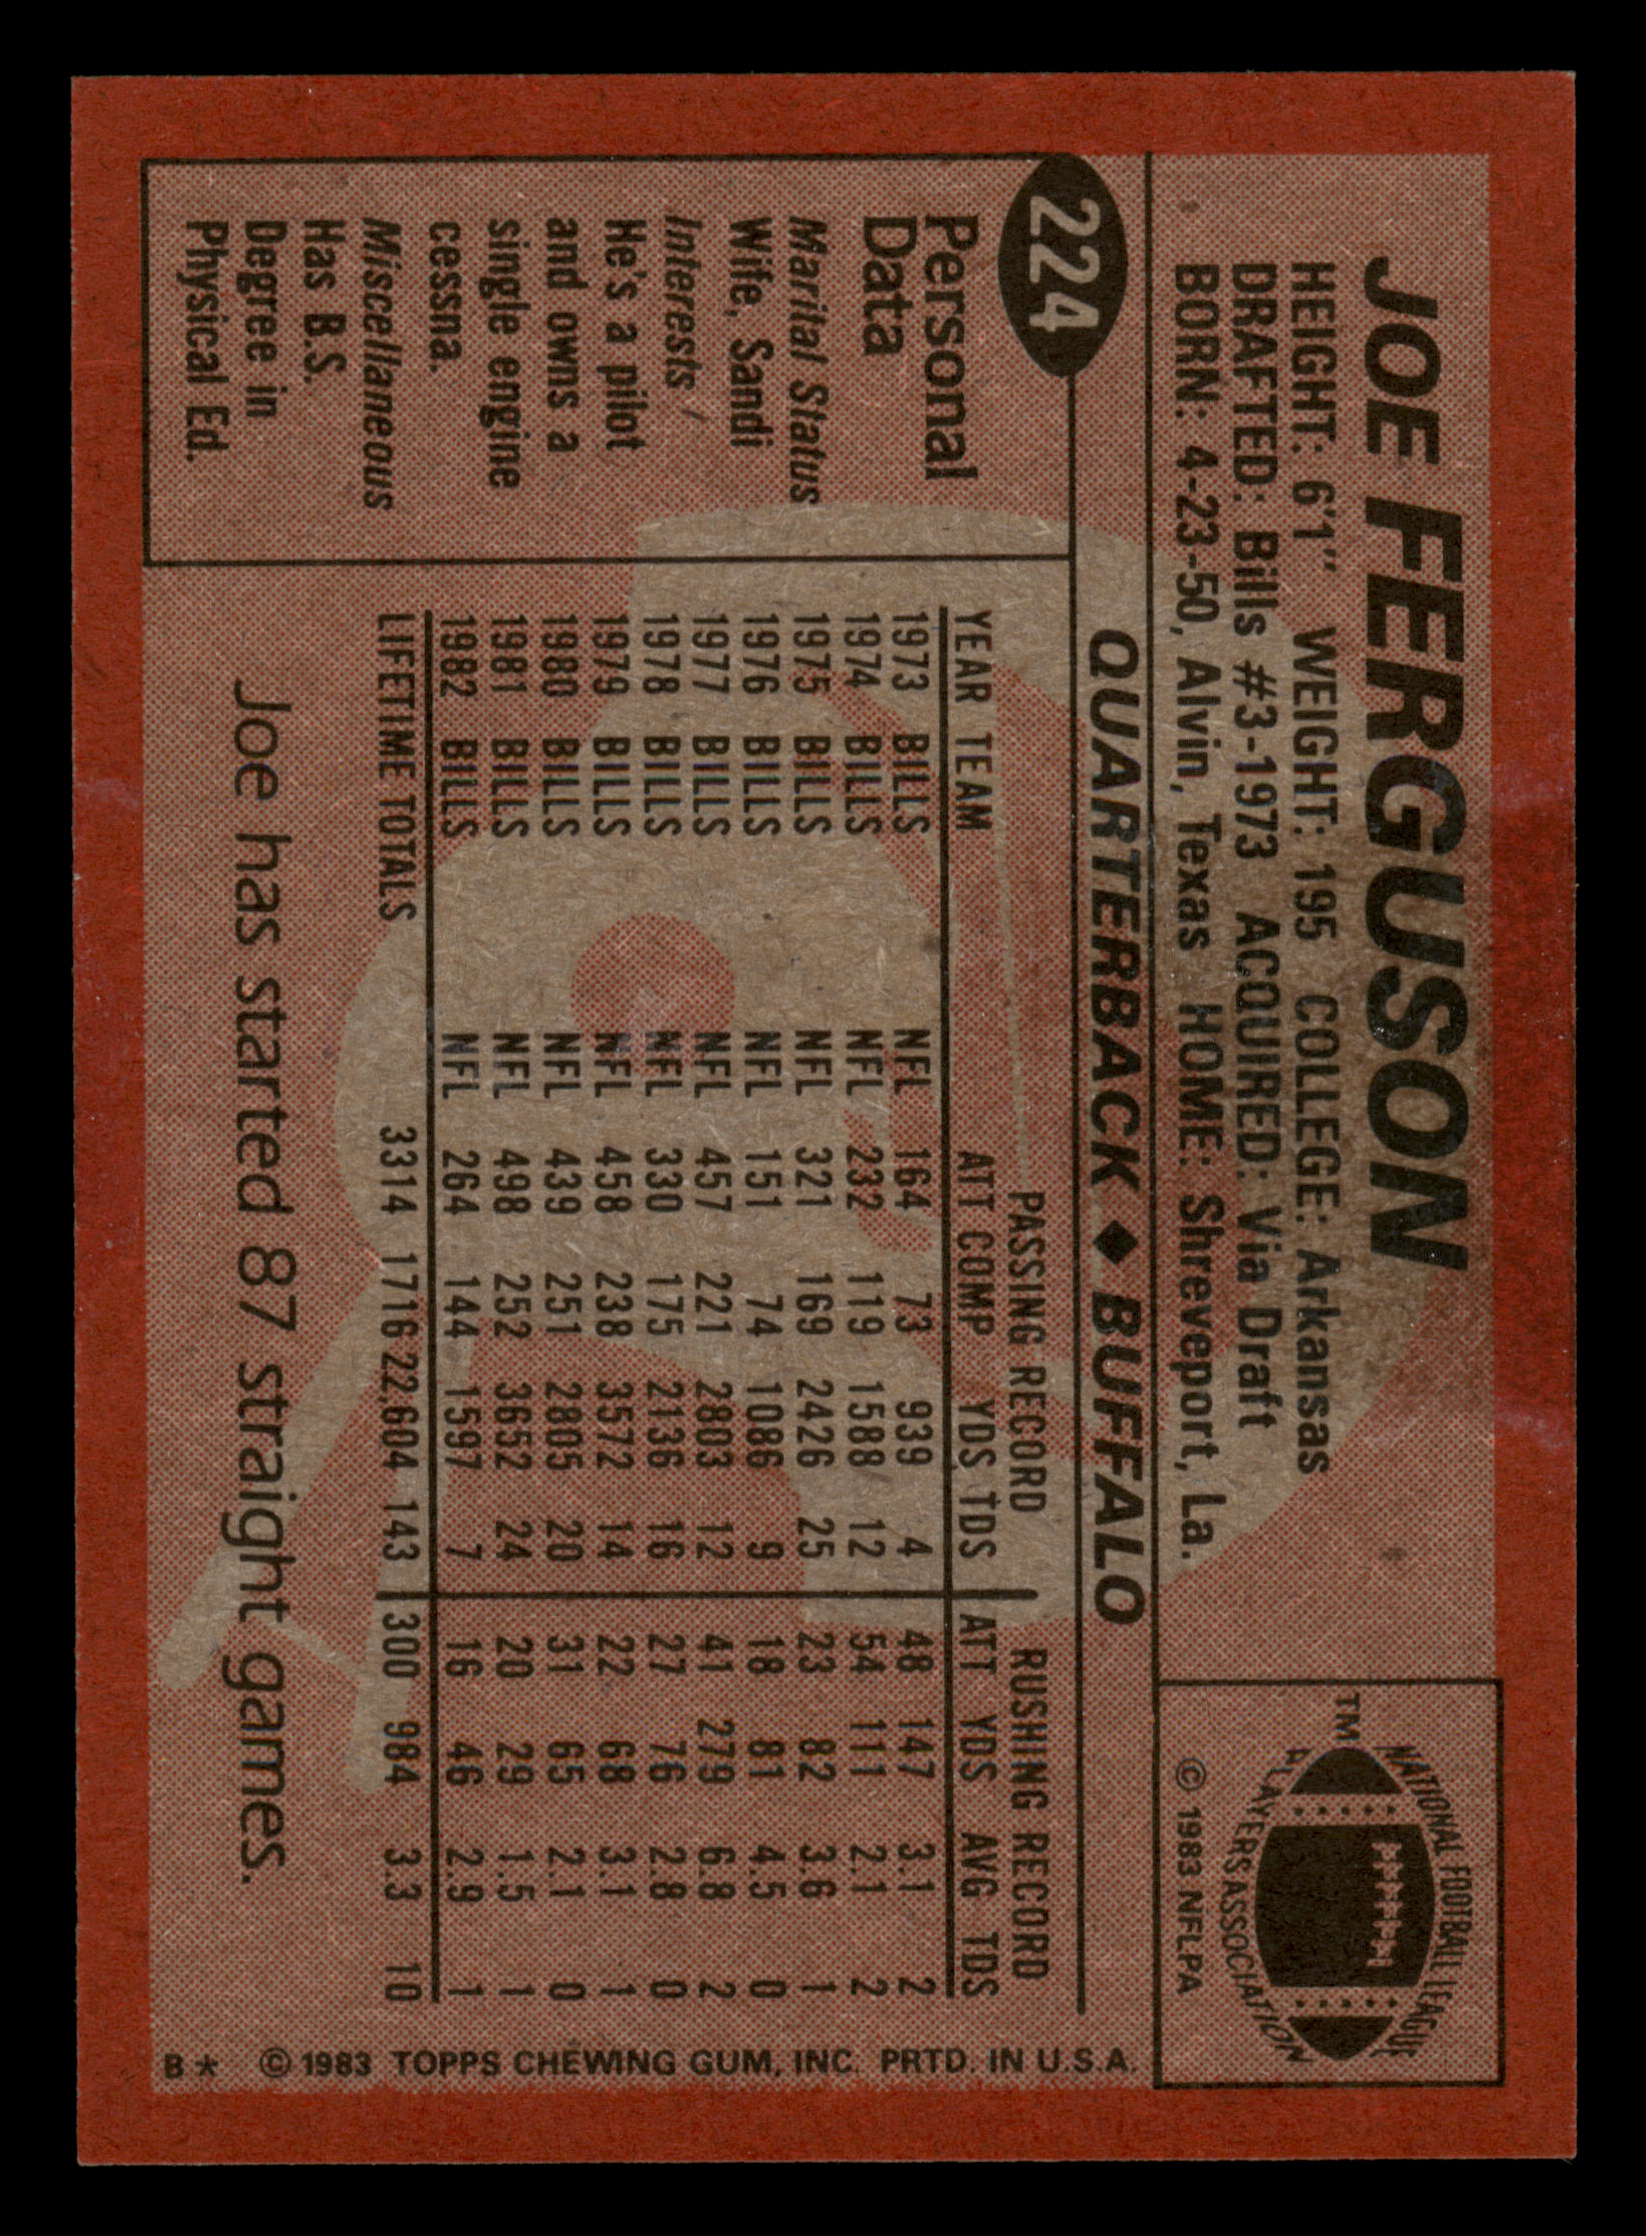 JOE FERGUSON
HEIGHT: 6'1" WEIGHT: 195 COLLEGE: Arkansas
DRAFTED: Bills #3-1973 ACQUIRED: Via Draft
BORN: 4-23-50, Alvin, Texas HOME: Shreveport, La.
NATIONAL FOOTBALL LEAGUE
PLAYERS ASSOCIATION
TM
© 1983 NFLPA
224
QUARTERBACK ◆ BUFFALO
Personal
Data
Marital Status
Wife, Sandi
Interests /
He's a pilot
and owns a
single engine
cessna.
Miscellaneous
Has B.S.
Degree in
Physical Ed.
PASSING RECORD RUSHING RECORD
YEAR TEAM ATT COMP YDS TDS ATT YDS AVG TDS
1973 BILLS NFL 164 73 939 4 48 147 3.1 2
1974 BILLS NFL 232 119 1588 12 54 111 2.1 2
1975 BILLS NFL 321 169 2426 25 23 82 3.6 1
1976 BILLS NFL 151 74 1086 9 18 81 4.5 0
1977 BILLS NFL 457 221 2803 12 41 279 6.8 2
1978 BILLS NFL 330 175 2136 16 27 76 2.8 0
1979 BILLS NFL 458 238 3572 14 22 68 3.1 1
1980 BILLS NFL 439 251 2805 20 31 65 2.1 0
1981 BILLS NFL 498 252 3652 24 20 29 1.5 1
1982 BILLS NFL 264 144 1597 7 16 46 2.9 1
LIFETIME TOTALS 3314 1716 22,604 143 300 984 3.3 10
Joe has started 87 straight games.
B* © 1983 TOPPS CHEWING GUM, INC. PRTD. IN U.S.A.